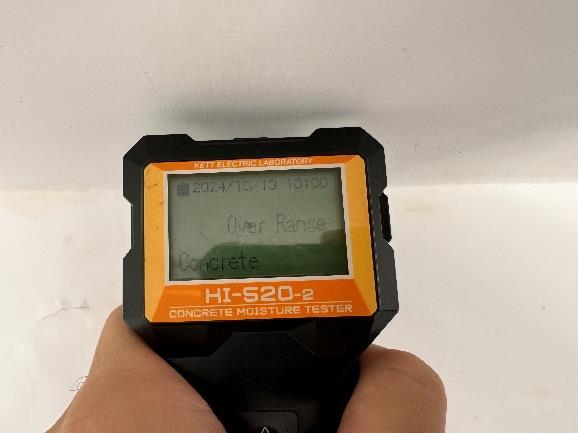 KETT ELECTRIC LABORATORY
2024/10/13 10:00
Over Range
Concrete
HI-520-2
CONCRETE MOISTURE TESTER